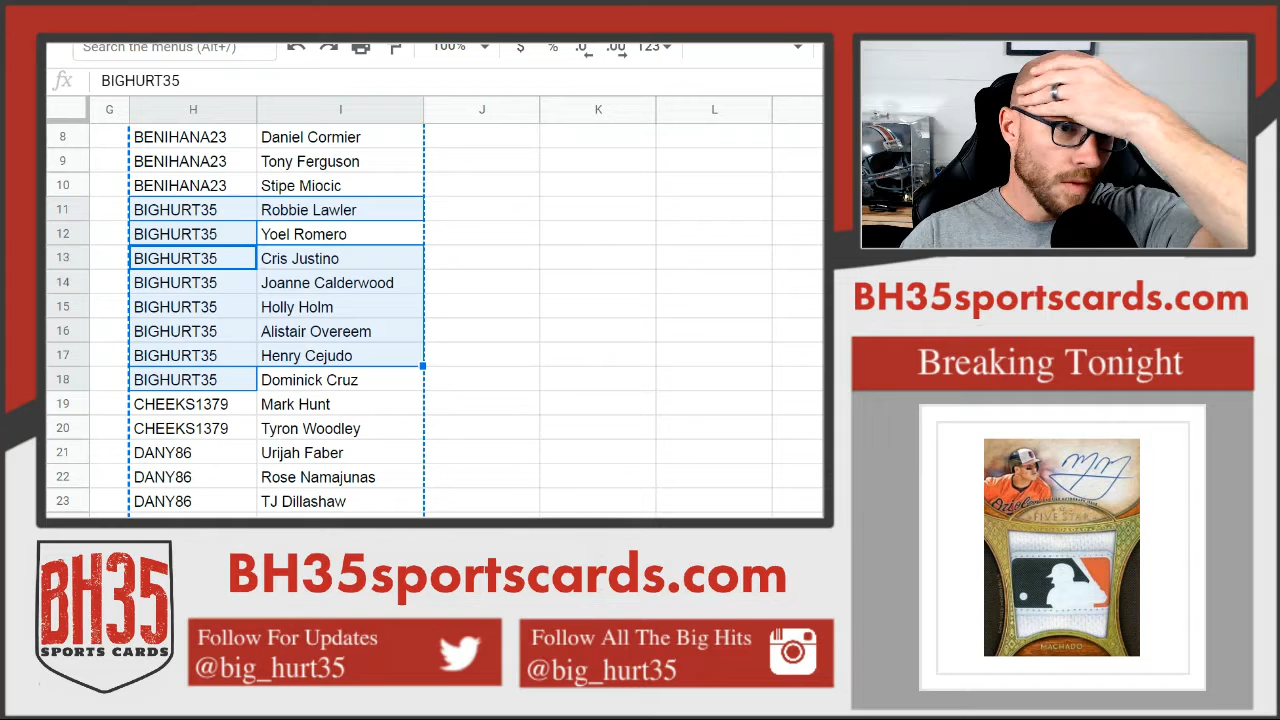 Search the menus (Alt+/)
100% $ % .0 .00 123
fx BIGHURT35
G H I J K L
8 BENIHANA23 Daniel Cormier
9 BENIHANA23 Tony Ferguson
10 BENIHANA23 Stipe Miocic
11 BIGHURT35 Robbie Lawler
12 BIGHURT35 Yoel Romero
13 BIGHURT35 Cris Justino
14 BIGHURT35 Joanne Calderwood
15 BIGHURT35 Holly Holm
16 BIGHURT35 Alistair Overeem
17 BIGHURT35 Henry Cejudo
18 BIGHURT35 Dominick Cruz
19 CHEEKS1379 Mark Hunt
20 CHEEKS1379 Tyron Woodley
21 DANY86 Urijah Faber
22 DANY86 Rose Namajunas
23 DANY86 TJ Dillashaw
BH35sportscards.com
Breaking Tonight
Orioles
FIVE STAR
MACHADO
BH35
SPORTS CARDS
BH35sportscards.com
Follow For Updates
@big_hurt35
Follow All The Big Hits
@big_hurt35